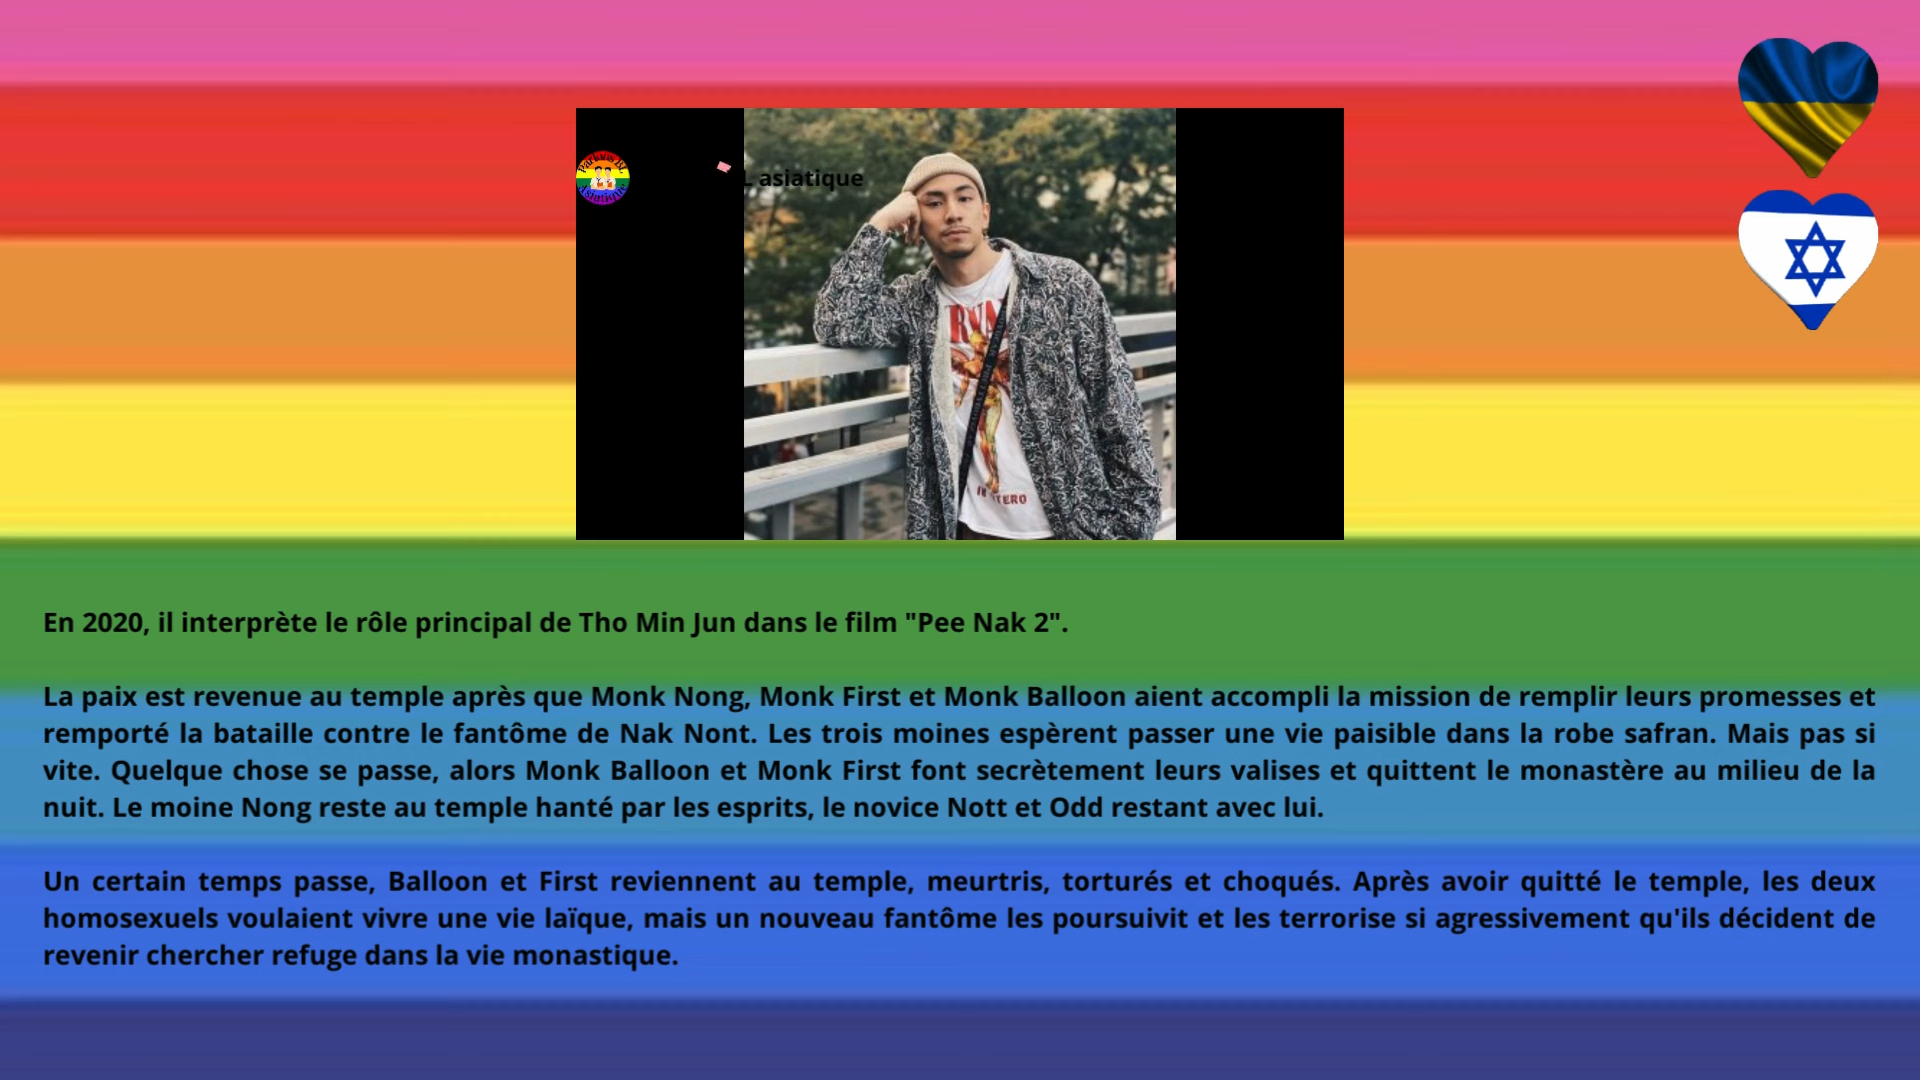 Parlons BL
Asiatique
L asiatique
RVA
IN UTERO
En 2020, il interprète le rôle principal de Tho Min Jun dans le film "Pee Nak 2".
La paix est revenue au temple après que Monk Nong, Monk First et Monk Balloon aient accompli la mission de remplir leurs promesses et
remporté la bataille contre le fantôme de Nak Nont. Les trois moines espèrent passer une vie paisible dans la robe safran. Mais pas si
vite. Quelque chose se passe, alors Monk Balloon et Monk First font secrètement leurs valises et quittent le monastère au milieu de la
nuit. Le moine Nong reste au temple hanté par les esprits, le novice Nott et Odd restant avec lui.
Un certain temps passe, Balloon et First reviennent au temple, meurtris, torturés et choqués. Après avoir quitté le temple, les deux
homosexuels voulaient vivre une vie laïque, mais un nouveau fantôme les poursuivit et les terrorise si agressivement qu'ils décident de
revenir chercher refuge dans la vie monastique.